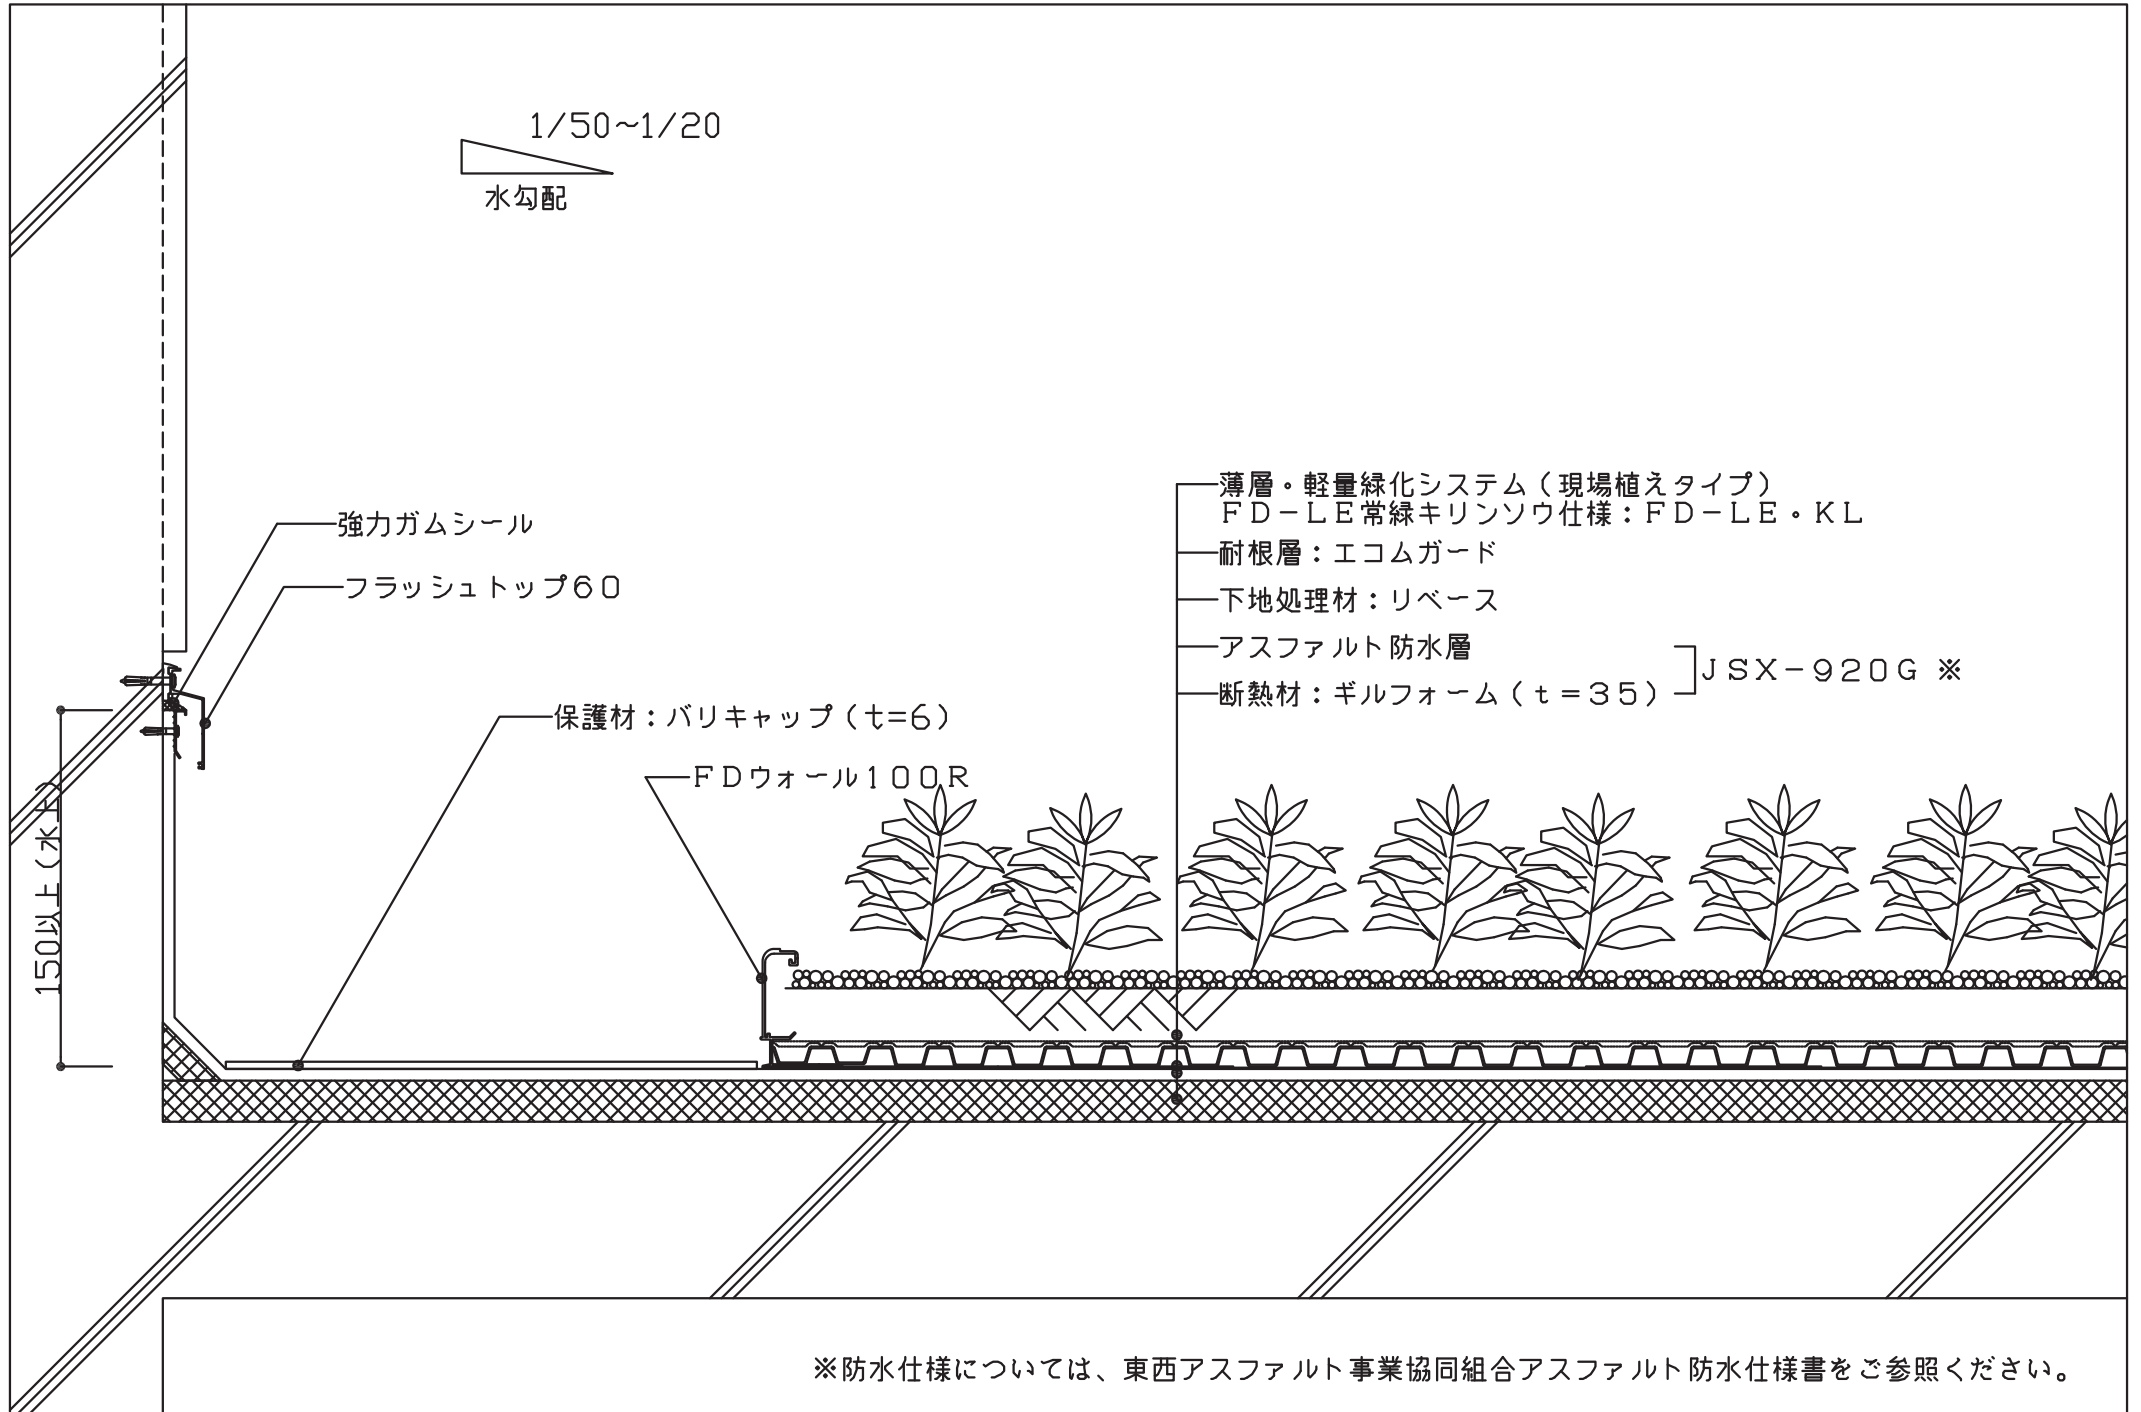 1/50~1/20
水勾配
薄層・軽量緑化システム（現場植えタイプ）
ＦＤ－ＬＥ常緑キリンソウ仕様：ＦＤ－ＬＥ・ＫＬ
強力ガムシール
耐根層：エコムガード
フラッシュトップ６０
下地処理材：リベース
アスファルト防水層
ＪＳＸ－９２０Ｇ ※
断熱材：ギルフォーム（ｔ＝３５）
保護材：バリキャップ（t=6）
ＦＤウォール１００Ｒ
150以上（水上）
※防水仕様については、東西アスファルト事業協同組合アスファルト防水仕様書をご参照ください。